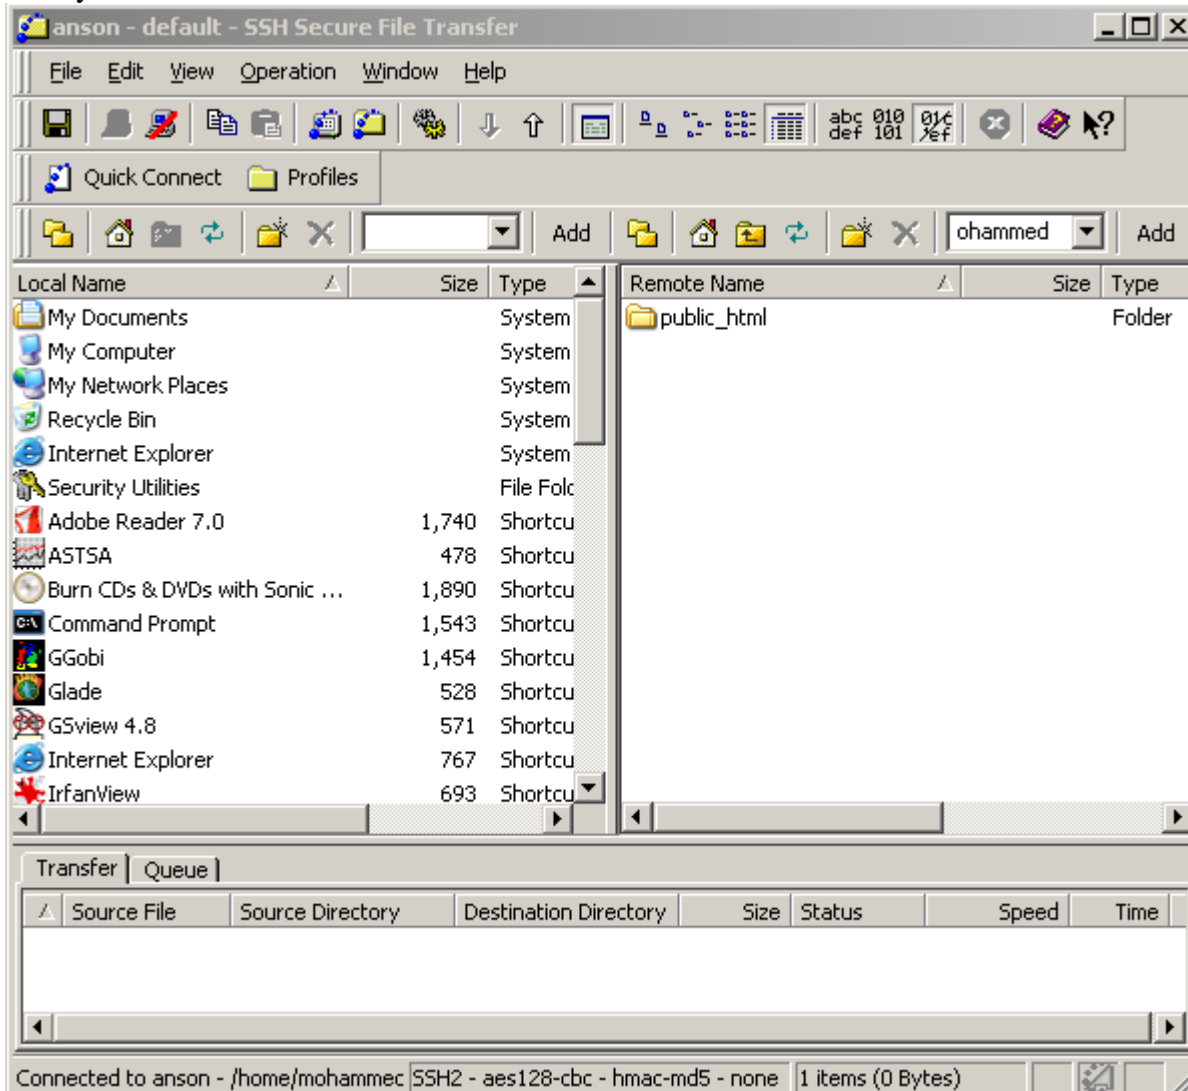 anson - default - SSH Secure File Transfer
File Edit View Operation Window Help
abc def 010 101
Quick Connect Profiles
Add ohammed Add
Local Name Size Type Remote Name Size Type
My Documents System public_html Folder
My Computer System
My Network Places System
Recycle Bin System
Internet Explorer System
Security Utilities File Fold
Adobe Reader 7.0 1,740 Shortcu
ASTSA 478 Shortcu
Burn CDs & DVDs with Sonic ... 1,890 Shortcu
Command Prompt 1,543 Shortcu
GGobi 1,454 Shortcu
Glade 528 Shortcu
GSview 4.8 571 Shortcu
Internet Explorer 767 Shortcu
IrfanView 693 Shortcu
Transfer Queue
Source File Source Directory Destination Directory Size Status Speed Time
Connected to anson - /home/mohammec SSH2 - aes128-cbc - hmac-md5 - none 1 items (0 Bytes)